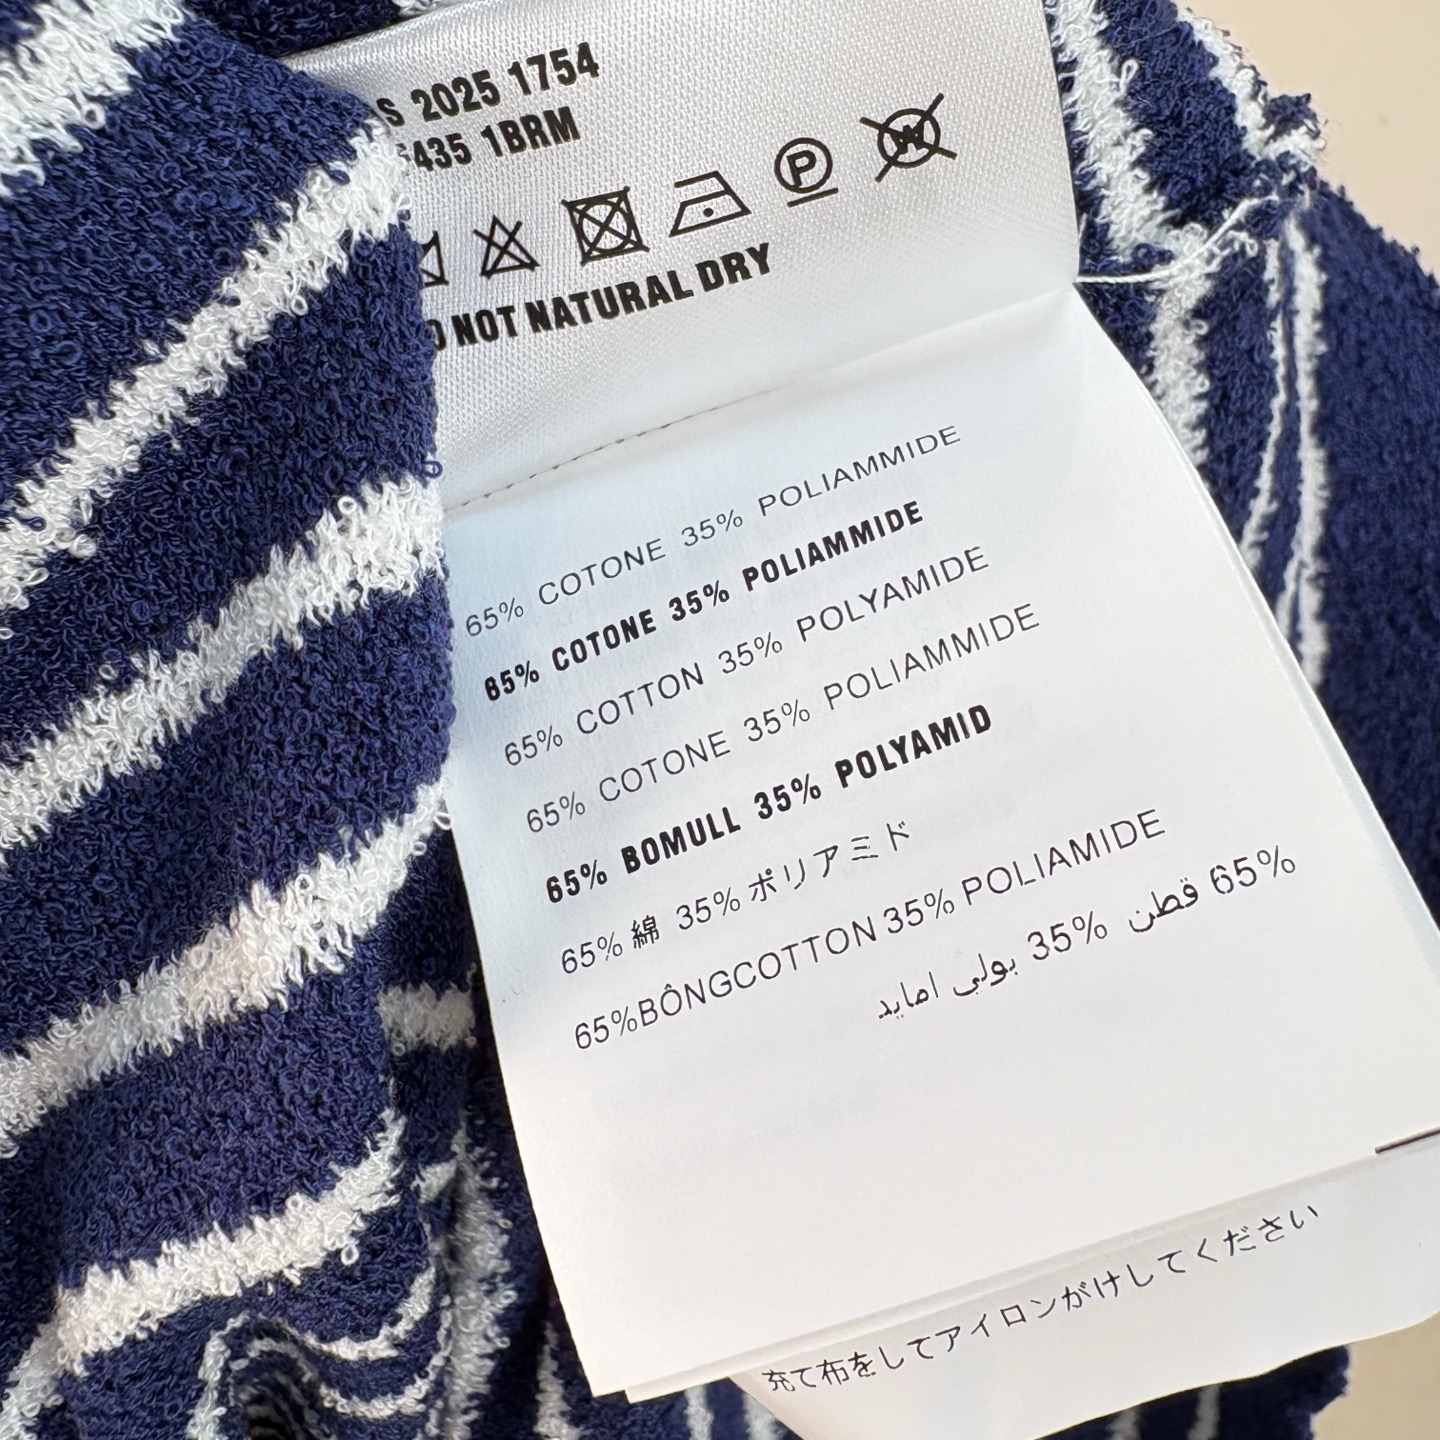 S 2025 1754
435 1BRM
P W
NOT NATURAL DRY
65% COTONE 35% POLIAMMIDE
65% COTONE 35% POLIAMMIDE
65% COTTON 35% POLYAMIDE
65% COTONE 35% POLIAMMIDE
65% BOMULL 35% POLYAMID
65% 綿 35% ポリアミド
65%BÔNGCOTTON 35% POLIAMIDE
65% قطن 35% بولي امايد
充て布をしてアイロンがけしてください